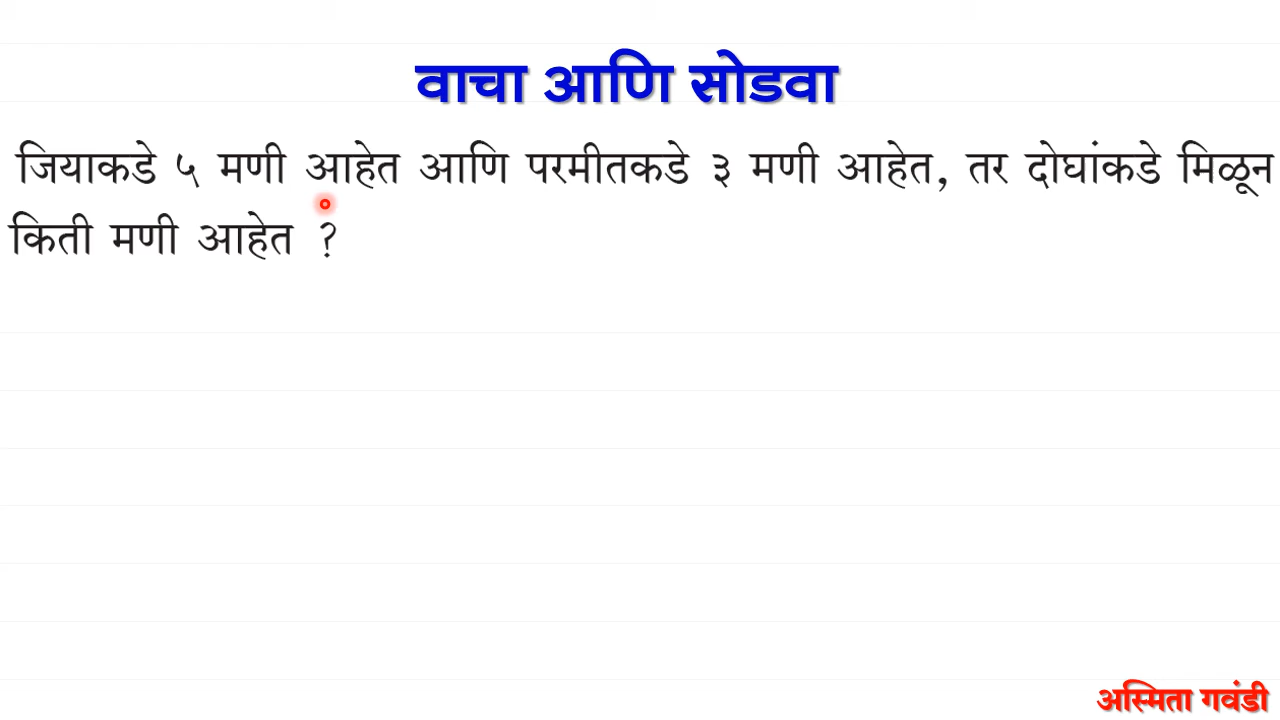 वाचा आणि सोडवा
जियाकडे ५ मणी आहेत आणि परमीतकडे ३ मणी आहेत, तर दोघांकडे मिळून
किती मणी आहेत ?
अस्मिता गवंडी